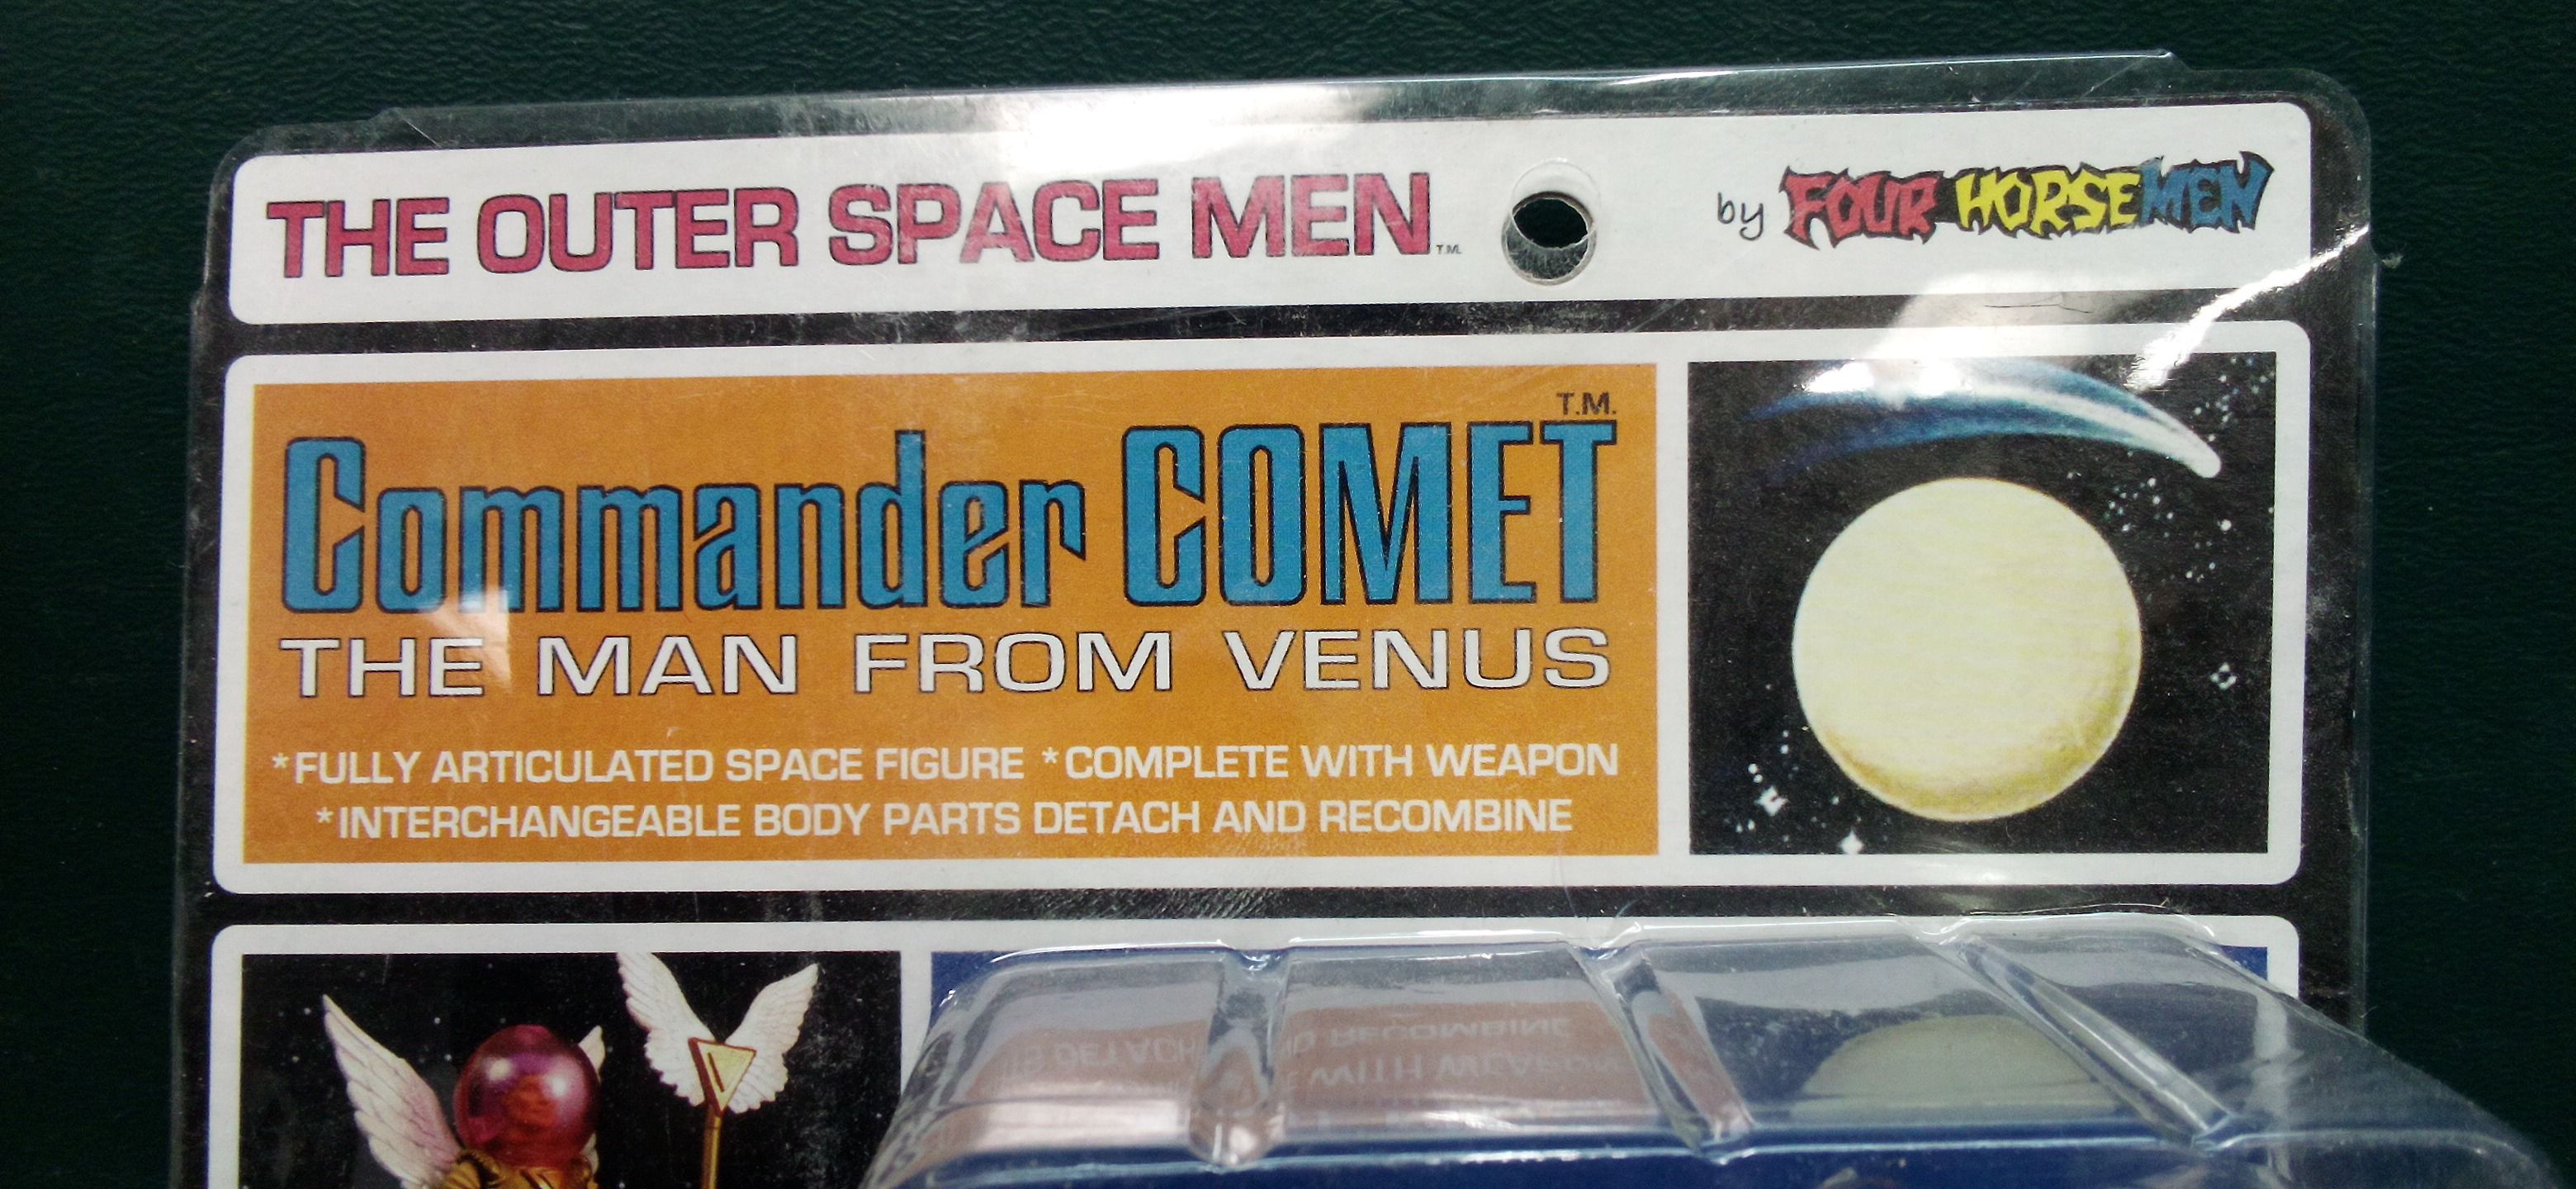 THE OUTER SPACE MEN T.M.
by FOUR HORSEMEN
T.M.
Commander COMET
THE MAN FROM VENUS
*FULLY ARTICULATED SPACE FIGURE *COMPLETE WITH WEAPON
*INTERCHANGEABLE BODY PARTS DETACH AND RECOMBINE